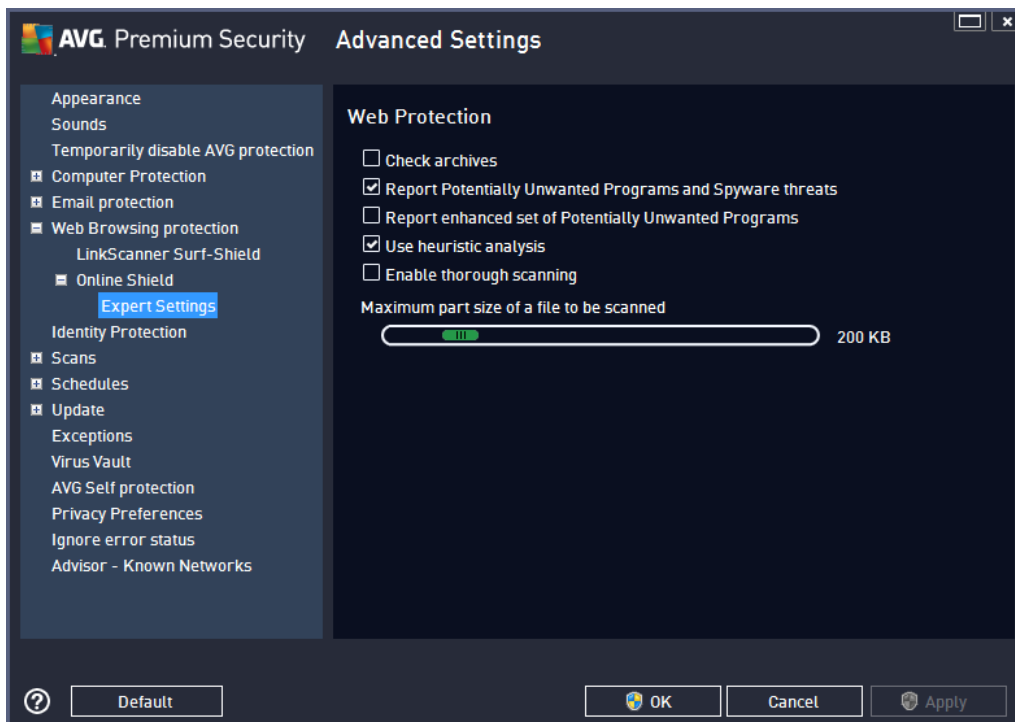 AVG. Premium Security
Advanced Settings
Appearance
Sounds
Temporarily disable AVG protection
Computer Protection
Email protection
Web Browsing protection
LinkScanner Surf-Shield
Online Shield
Expert Settings
Identity Protection
Scans
Schedules
Update
Exceptions
Virus Vault
AVG Self protection
Privacy Preferences
Ignore error status
Advisor - Known Networks
Web Protection
Check archives
Report Potentially Unwanted Programs and Spyware threats
Report enhanced set of Potentially Unwanted Programs
Use heuristic analysis
Enable thorough scanning
Maximum part size of a file to be scanned
200 KB
Default
OK
Cancel
Apply